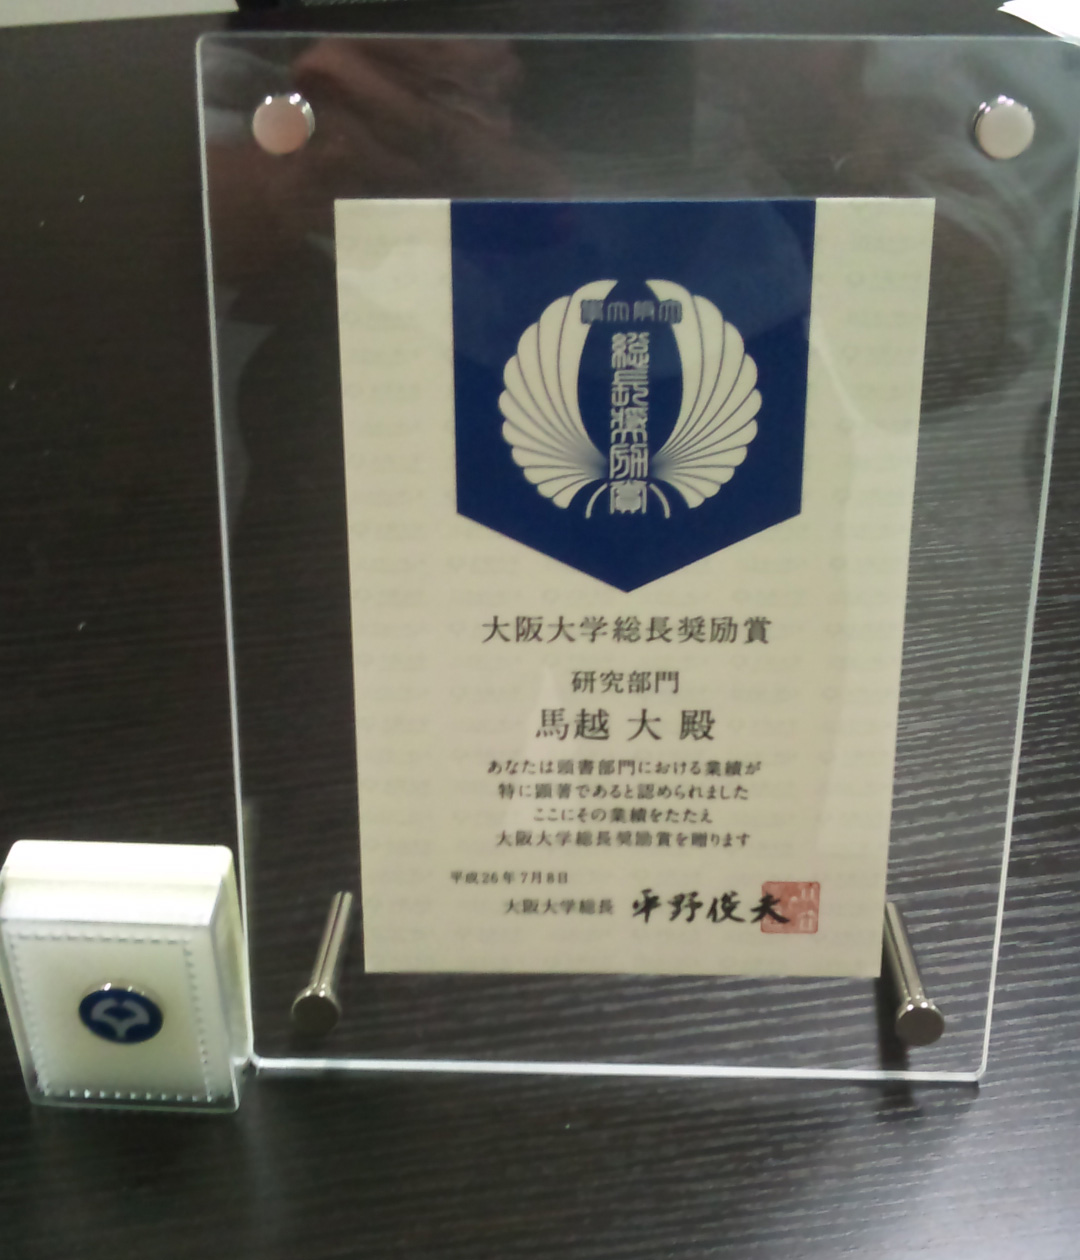 大阪大学
総長奨励賞
大阪大学総長奨励賞
研究部門
馬越 大 殿
あなたは頭書部門における業績が
特に顕著であると認められました
ここにその業績をたたえ
大阪大学総長奨励賞を贈ります
平成26年7月8日
大阪大学総長 平野俊夫